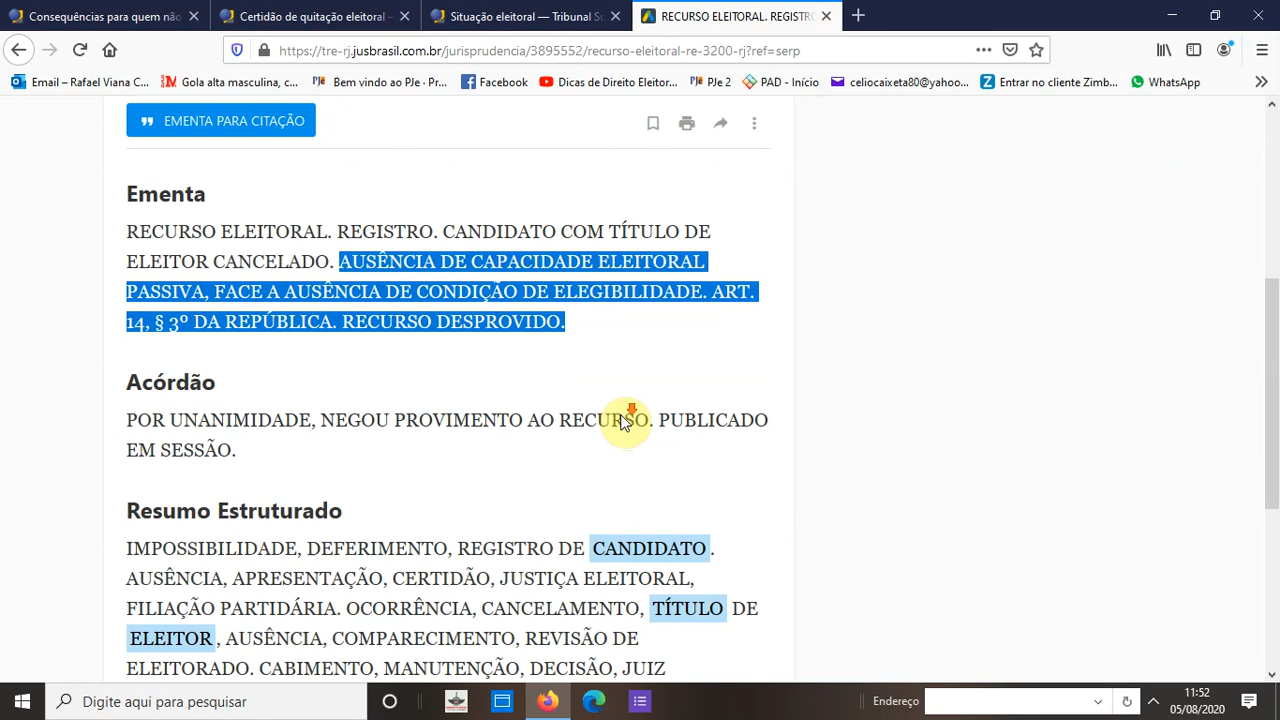 Consequências para quem não
Certidão de quitação eleitoral –
Situação eleitoral — Tribunal Su
RECURSO ELEITORAL. REGISTRO
https://tre-rj.jusbrasil.com.br/jurisprudencia/3895552/recurso-eleitoral-re-3200-rj?ref=serp
Email – Rafael Viana C...
Gola alta masculina, c...
Bem vindo ao PJe - Pr...
Facebook
Dicas de Direito Eleitor...
PJe 2
PAD - Início
celiocaixeta80@yahoo...
Entrar no cliente Zimb...
WhatsApp
EMENTA PARA CITAÇÃO
Ementa
RECURSO ELEITORAL. REGISTRO. CANDIDATO COM TÍTULO DE
ELEITOR CANCELADO. AUSÊNCIA DE CAPACIDADE ELEITORAL
PASSIVA, FACE A AUSÊNCIA DE CONDIÇÃO DE ELEGIBILIDADE. ART.
14, § 3º DA REPÚBLICA. RECURSO DESPROVIDO.
Acórdão
POR UNANIMIDADE, NEGOU PROVIMENTO AO RECURSO. PUBLICADO
EM SESSÃO.
Resumo Estruturado
IMPOSSIBILIDADE, DEFERIMENTO, REGISTRO DE CANDIDATO.
AUSÊNCIA, APRESENTAÇÃO, CERTIDÃO, JUSTIÇA ELEITORAL,
FILIAÇÃO PARTIDÁRIA. OCORRÊNCIA, CANCELAMENTO, TÍTULO DE
ELEITOR, AUSÊNCIA, COMPARECIMENTO, REVISÃO DE
ELEITORADO. CABIMENTO, MANUTENÇÃO, DECISÃO, JUIZ
Digite aqui para pesquisar
Endereço
11:52
05/08/2020